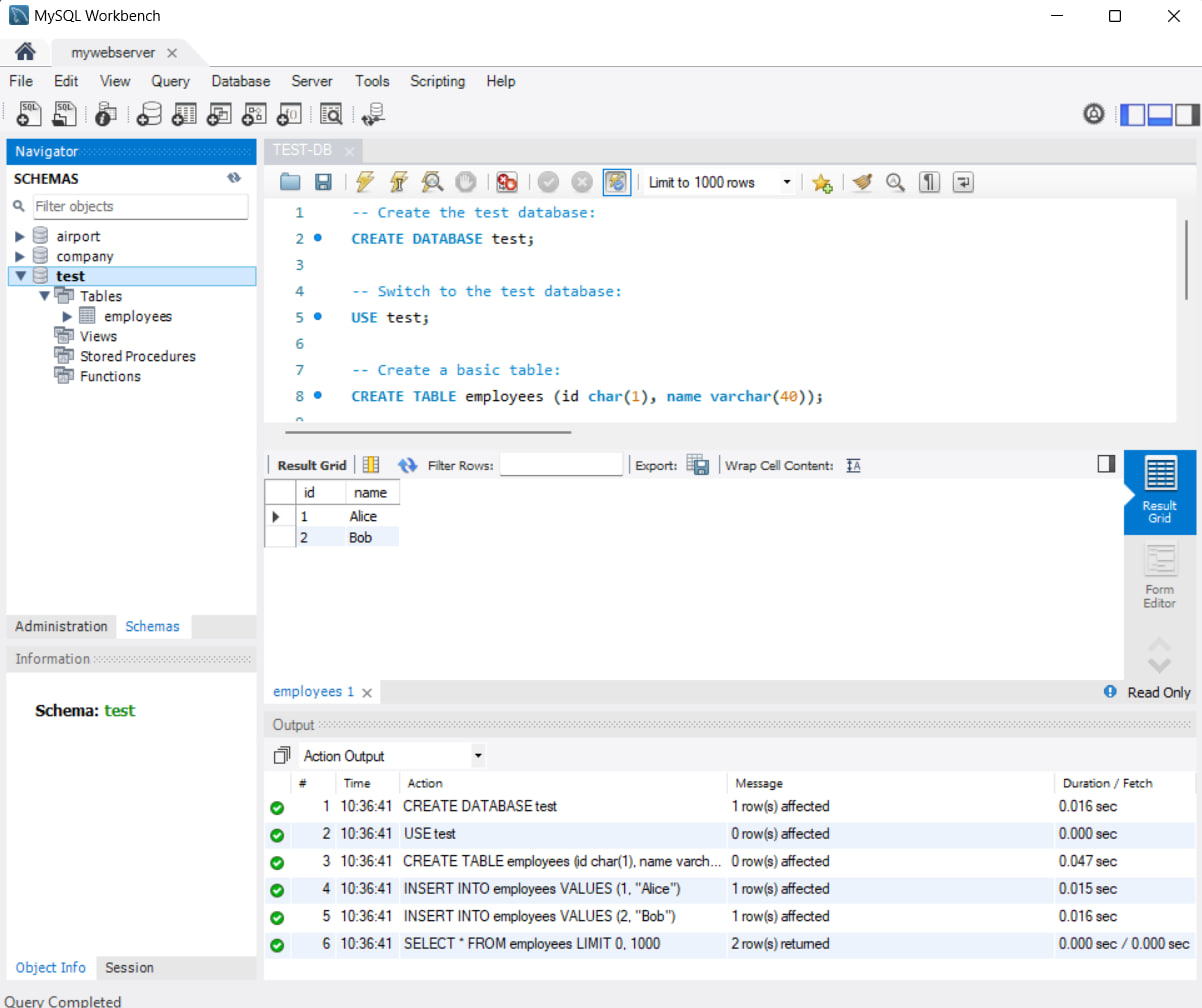 MySQL Workbench
mywebserver
File Edit View Query Database Server Tools Scripting Help
SQL SQL
Navigator
SCHEMAS
Filter objects
airport
company
test
Tables
employees
Views
Stored Procedures
Functions
Administration Schemas
Information
Schema: test
Object Info Session
TEST-DB
Limit to 1000 rows
1 -- Create the test database:
2 CREATE DATABASE test;
3
4 -- Switch to the test database:
5 USE test;
6
7 -- Create a basic table:
8 CREATE TABLE employees (id char(1), name varchar(40));
Result Grid Filter Rows: Export: Wrap Cell Content:
id name
1 Alice
2 Bob
Result
Grid
Form
Editor
employees 1 Read Only
Output
Action Output
# Time Action Message Duration / Fetch
1 10:36:41 CREATE DATABASE test 1 row(s) affected 0.016 sec
2 10:36:41 USE test 0 row(s) affected 0.000 sec
3 10:36:41 CREATE TABLE employees (id char(1), name varch... 0 row(s) affected 0.047 sec
4 10:36:41 INSERT INTO employees VALUES (1, "Alice") 1 row(s) affected 0.015 sec
5 10:36:41 INSERT INTO employees VALUES (2, "Bob") 1 row(s) affected 0.016 sec
6 10:36:41 SELECT * FROM employees LIMIT 0, 1000 2 row(s) returned 0.000 sec / 0.000 sec
Query Completed